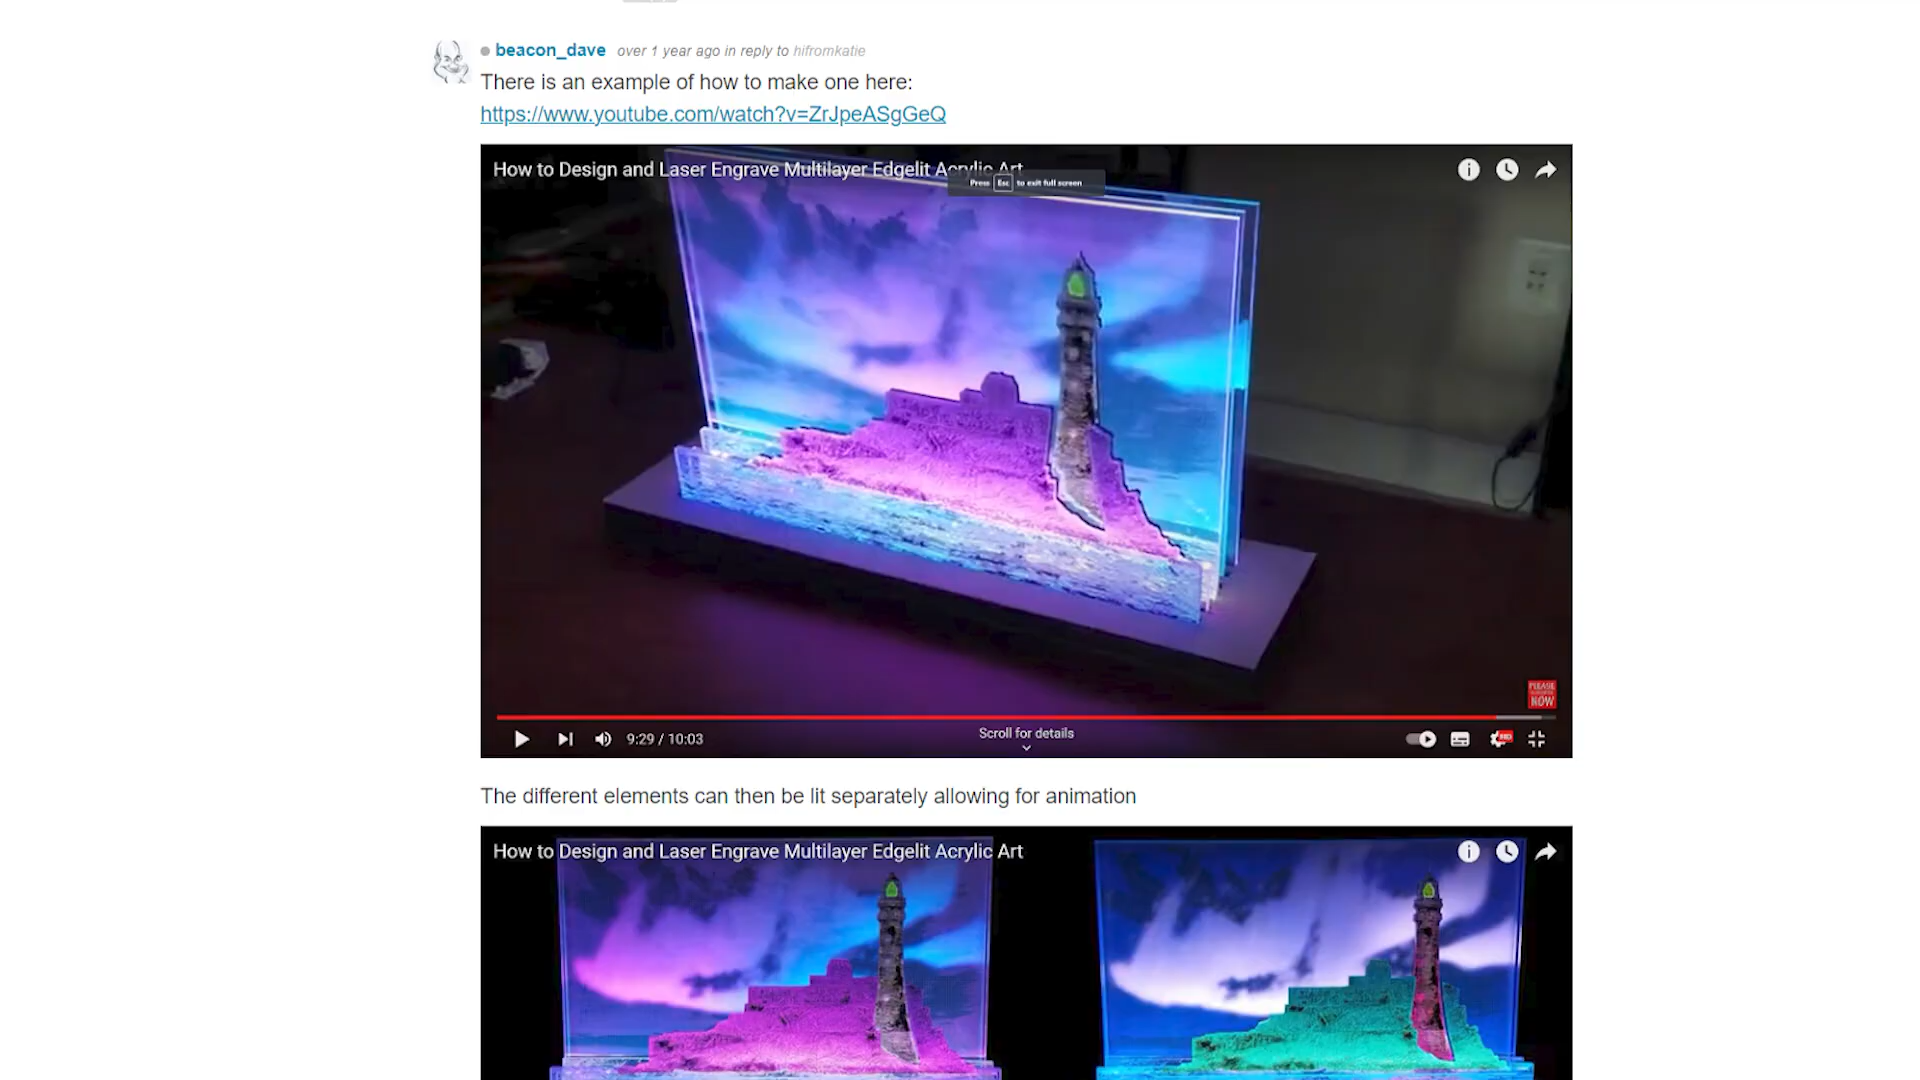 beacon_dave over 1 year ago in reply to hifromkatie
There is an example of how to make one here:
https://www.youtube.com/watch?v=ZrJpeASgGeQ
How to Design and Laser Engrave Multilayer Edgelit Acrylic Art
Press Esc to exit full screen
PLEASE
NOW
9:29 / 10:03
Scroll for details
HD
The different elements can then be lit separately allowing for animation
How to Design and Laser Engrave Multilayer Edgelit Acrylic Art